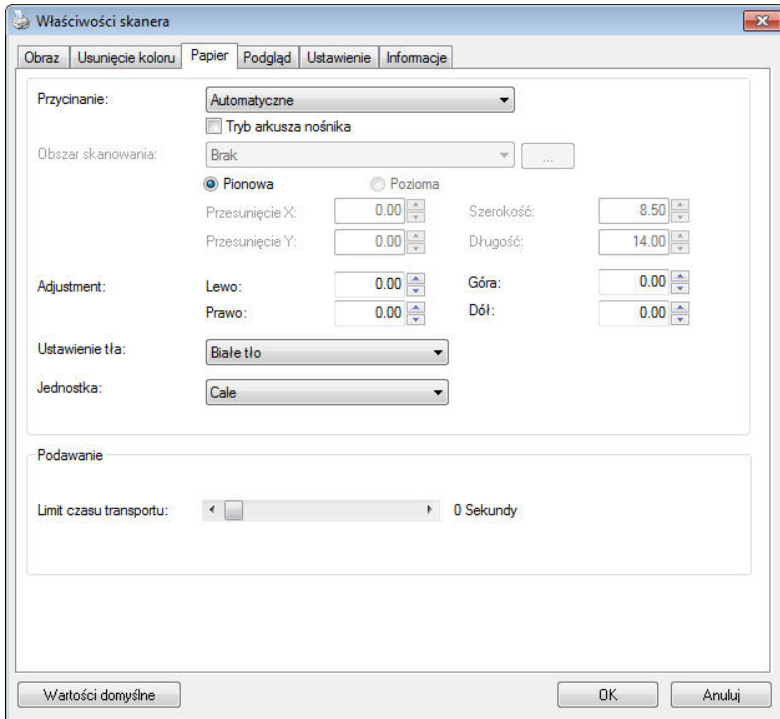 Właściwości skanera
Obraz Usunięcie koloru Papier Podgląd Ustawienie Informacje
Przycinanie: Automatyczne
Tryb arkusza nośnika
Obszar skanowania: Brak ...
Pionowa Pozioma
Przesunięcie X: 0.00 Szerokość: 8.50
Przesunięcie Y: 0.00 Długość: 14.00
Adjustment: Lewo: 0.00 Góra: 0.00
Prawo: 0.00 Dół: 0.00
Ustawienie tła: Białe tło
Jednostka: Cale
Podawanie
Limit czasu transportu: 0 Sekundy
Wartości domyślne OK Anuluj